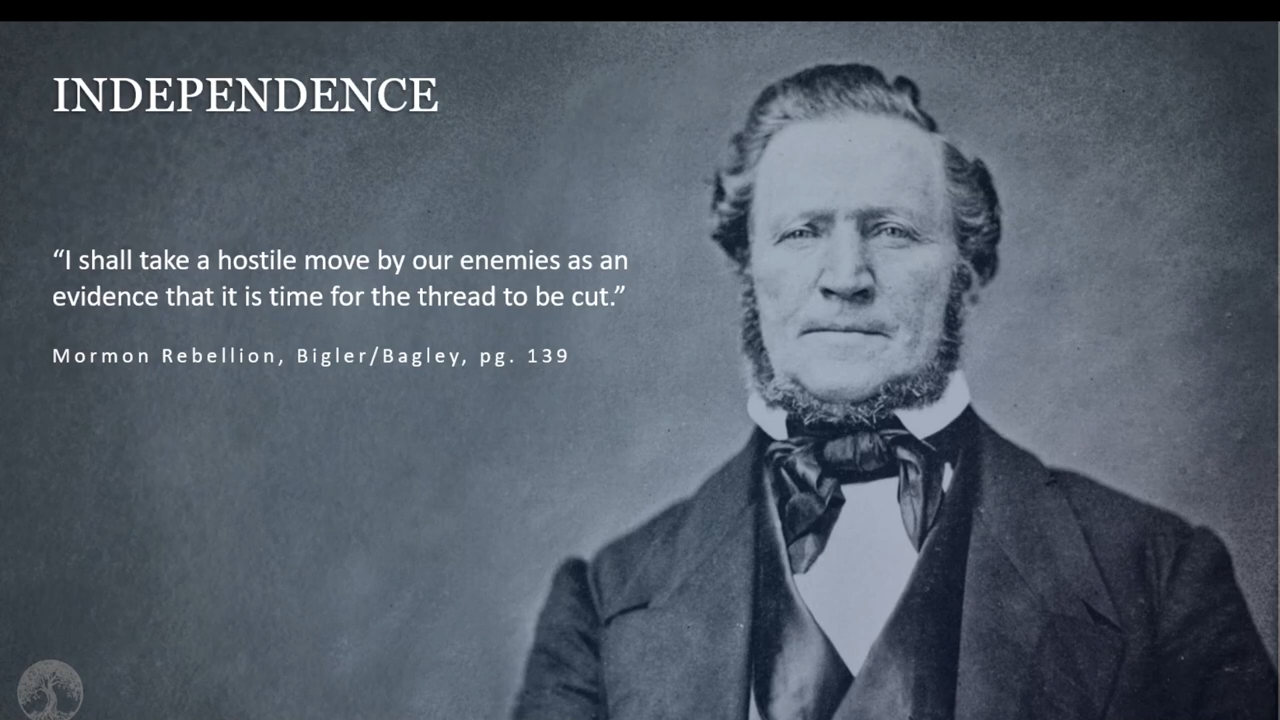 INDEPENDENCE
“I shall take a hostile move by our enemies as an
evidence that it is time for the thread to be cut.”
Mormon Rebellion, Bigler/Bagley, pg. 139